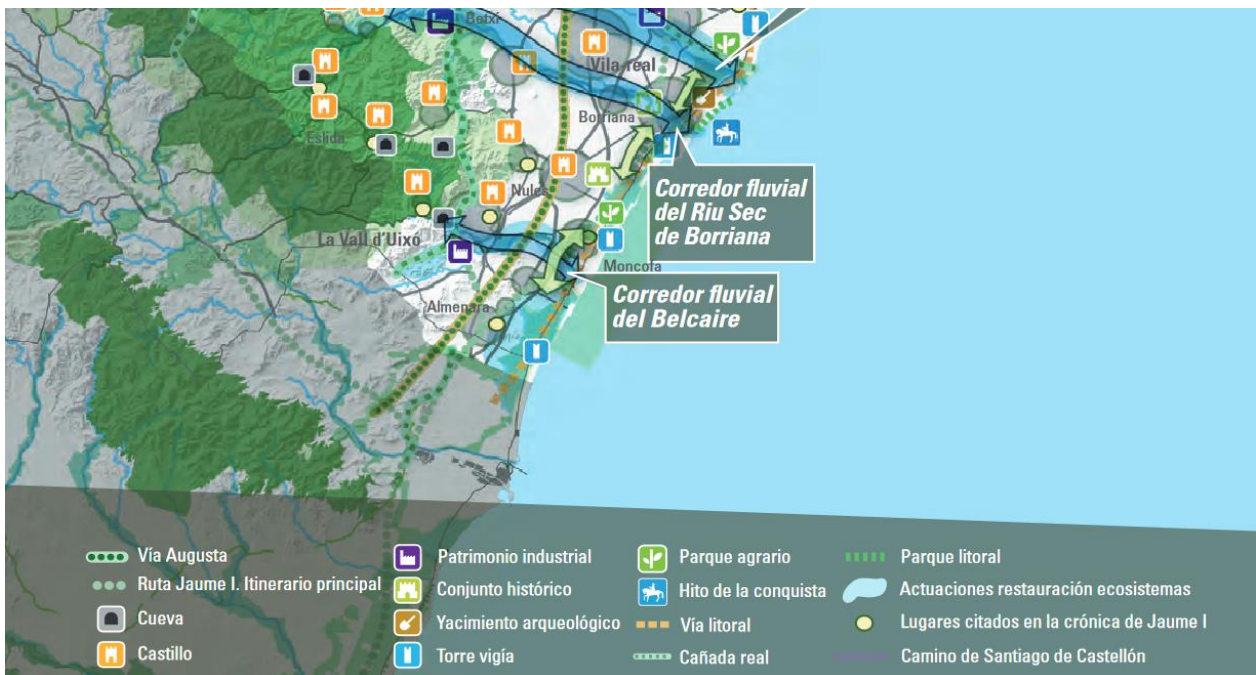 Betxí
Vila-real
Borriana
Eslida
Nules
La Vall d'Uixó
Moncofa
Almenara
Corredor fluvial
del Riu Sec
de Borriana
Corredor fluvial
del Belcaire
Vía Augusta
Ruta Jaume I. Itinerario principal
Cueva
Castillo
Patrimonio industrial
Conjunto histórico
Yacimiento arqueológico
Torre vigía
Parque agrario
Hito de la conquista
Vía litoral
Cañada real
Parque litoral
Actuaciones restauración ecosistemas
Lugares citados en la crónica de Jaume I
Camino de Santiago de Castellón